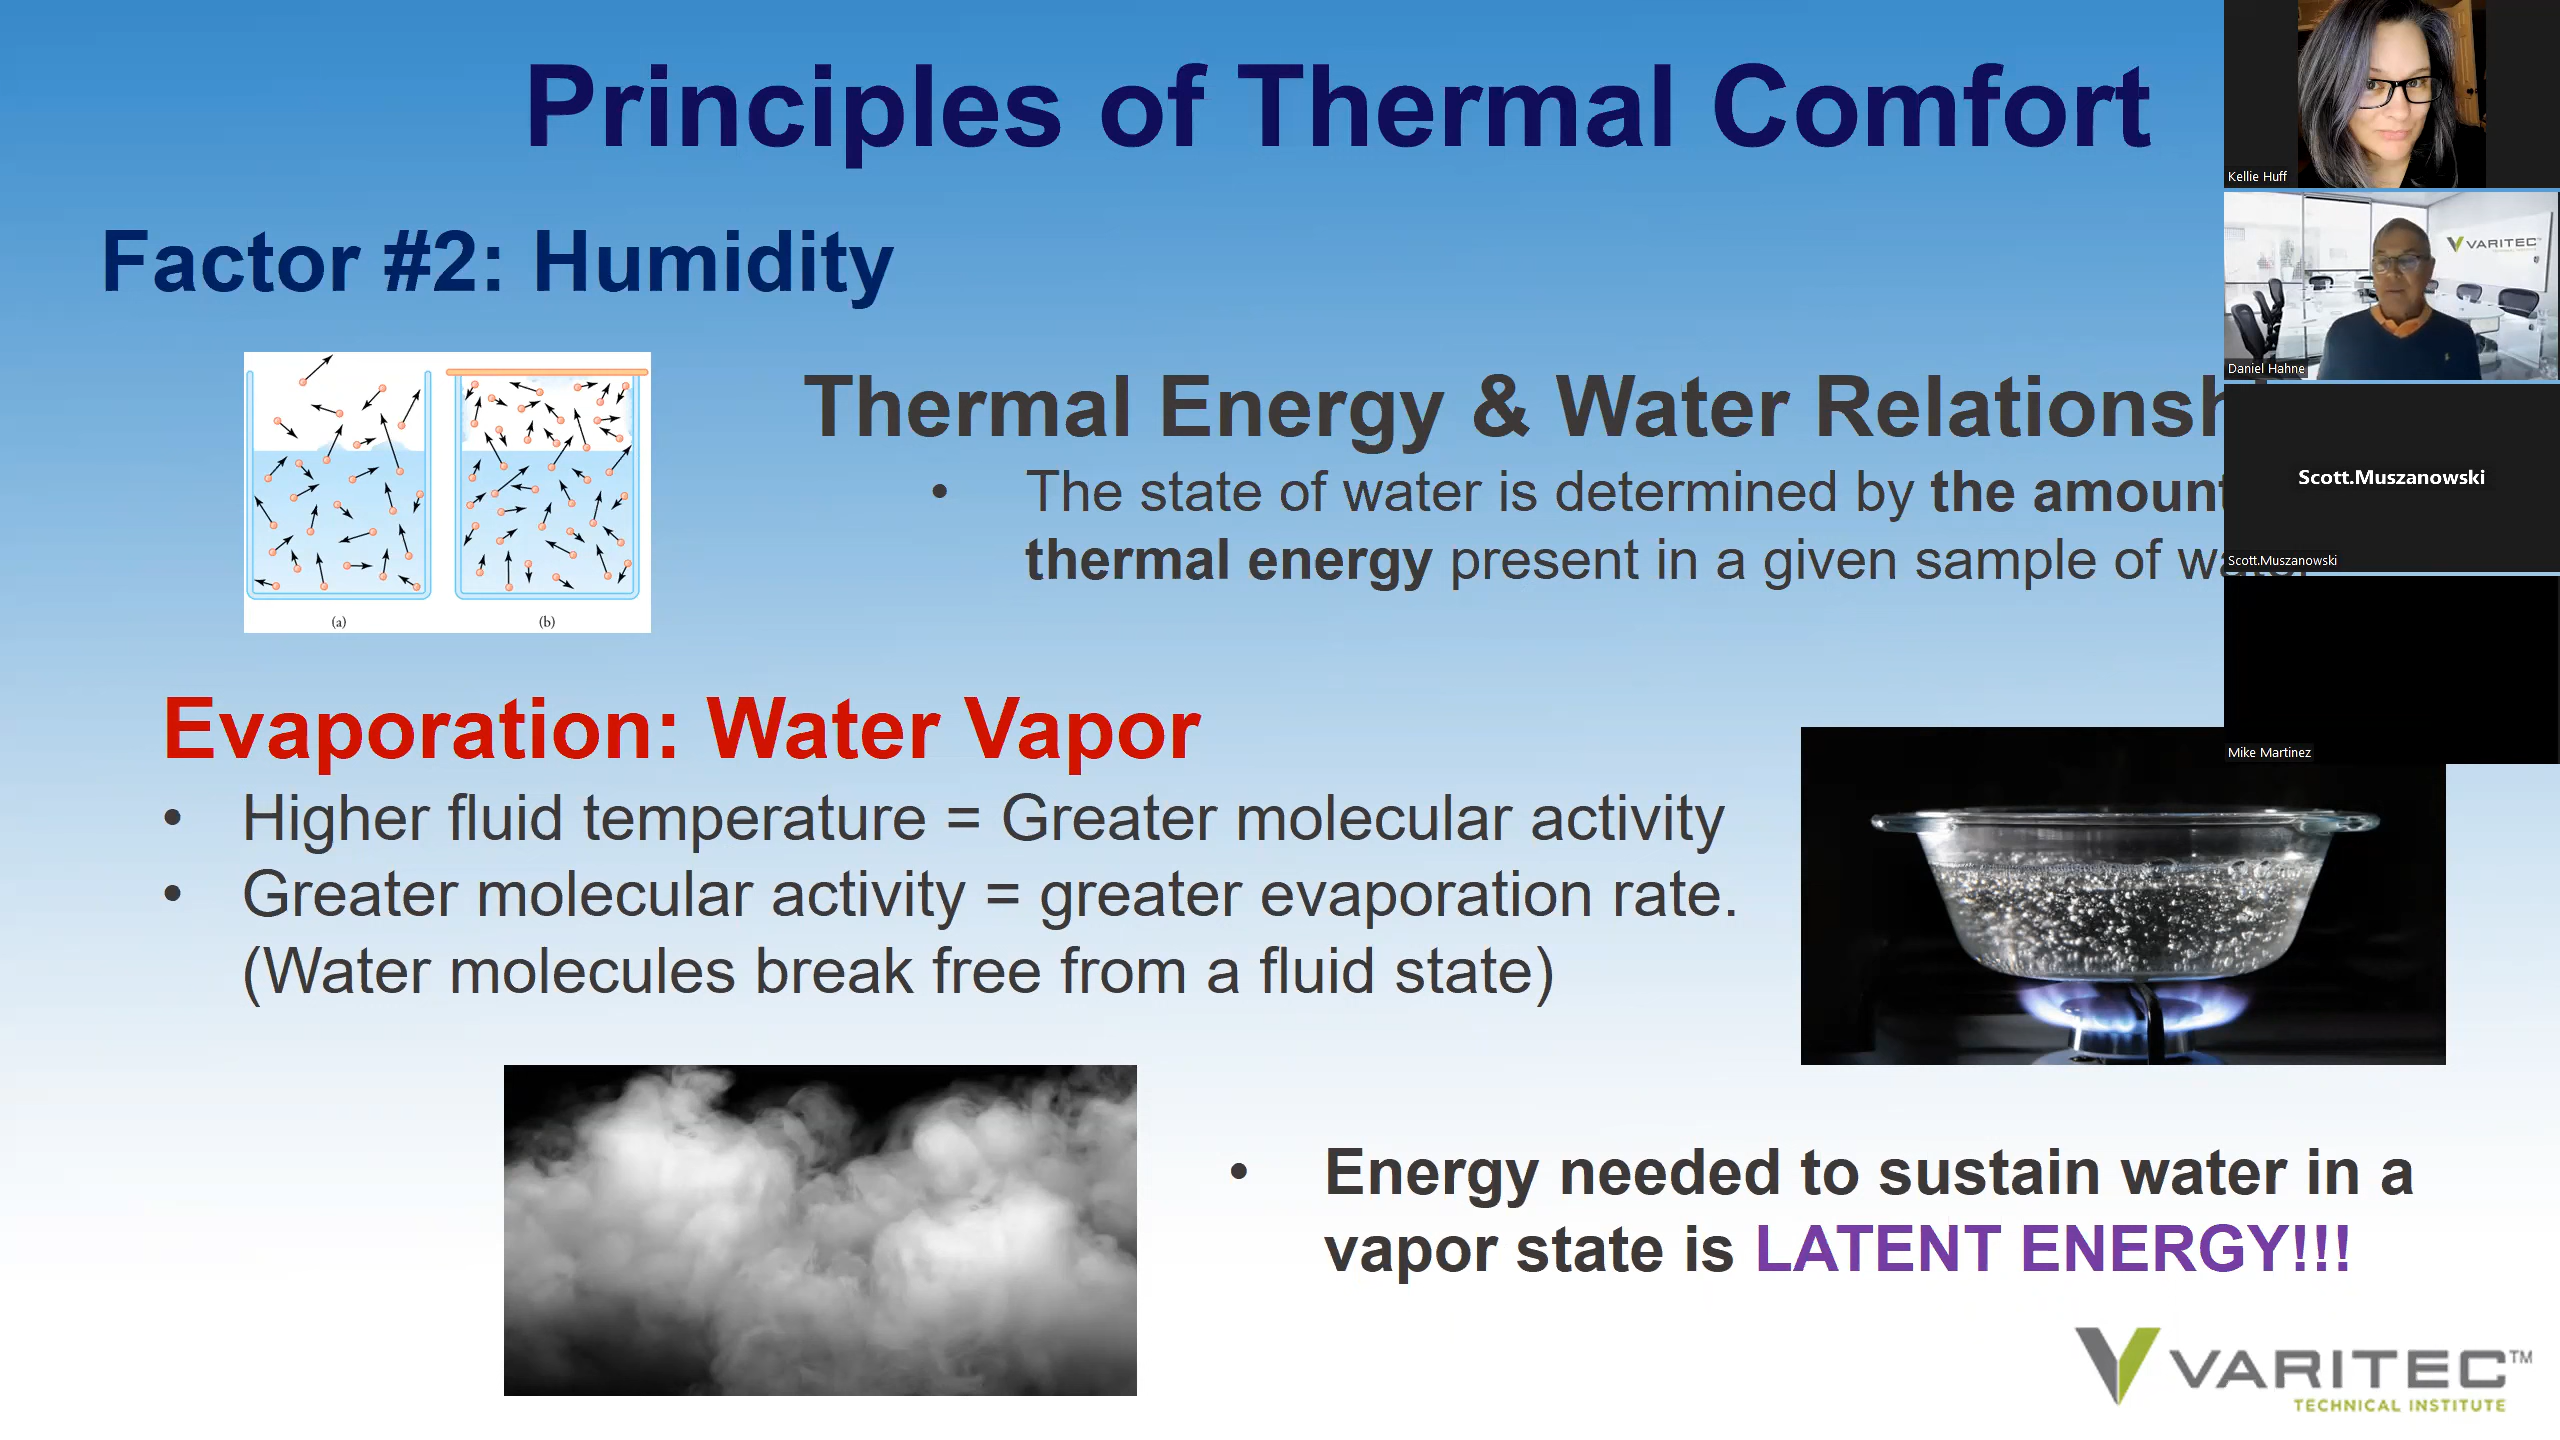 Principles of Thermal Comfort
Kellie Huff
Factor #2: Humidity
VARITEC
Daniel Hahne
Thermal Energy & Water Relationsh
• The state of water is determined by the amount
thermal energy present in a given sample of water
Scott.Muszanowski
Scott.Muszanowski
(a)
(b)
Evaporation: Water Vapor
Mike Martinez
• Higher fluid temperature = Greater molecular activity
• Greater molecular activity = greater evaporation rate.
(Water molecules break free from a fluid state)
• Energy needed to sustain water in a
vapor state is LATENT ENERGY!!!
VARITEC™
TECHNICAL INSTITUTE